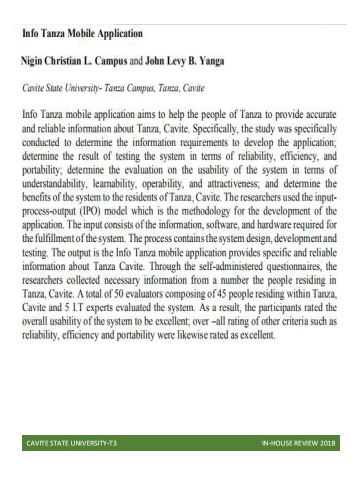 Info Tanza Mobile Application
Nigin Christian L. Campus and John Levy B. Yanga
Cavite State University- Tanza Campus, Tanza, Cavite
Info Tanza mobile application aims to help the people of Tanza to provide accurate
and reliable information about Tanza, Cavite. Specifically, the study was specifically
conducted to determine the information requirements to develop the application;
determine the result of testing the system in terms of reliability, efficiency, and
portability; determine the evaluation on the usability of the system in terms of
understandability, learnability, operability, and attractiveness; and determine the
benefits of the system to the residents of Tanza, Cavite. The researchers used the input-
process-output (IPO) model which is the methodology for the development of the
application. The input consists of the information, software, and hardware required for
the fulfillment of the system. The process contains the system design, development and
testing. The output is the Info Tanza mobile application provides specific and reliable
information about Tanza Cavite. Through the self-administered questionnaires, the
researchers collected necessary information from a number the people residing in
Tanza, Cavite. A total of 50 evaluators composing of 45 people residing within Tanza,
Cavite and 5 I.T experts evaluated the system. As a result, the participants rated the
overall usability of the system to be excellent; over –all rating of other criteria such as
reliability, efficiency and portability were likewise rated as excellent.
CAVITE STATE UNIVERSITY-T3 IN-HOUSE REVIEW 2018